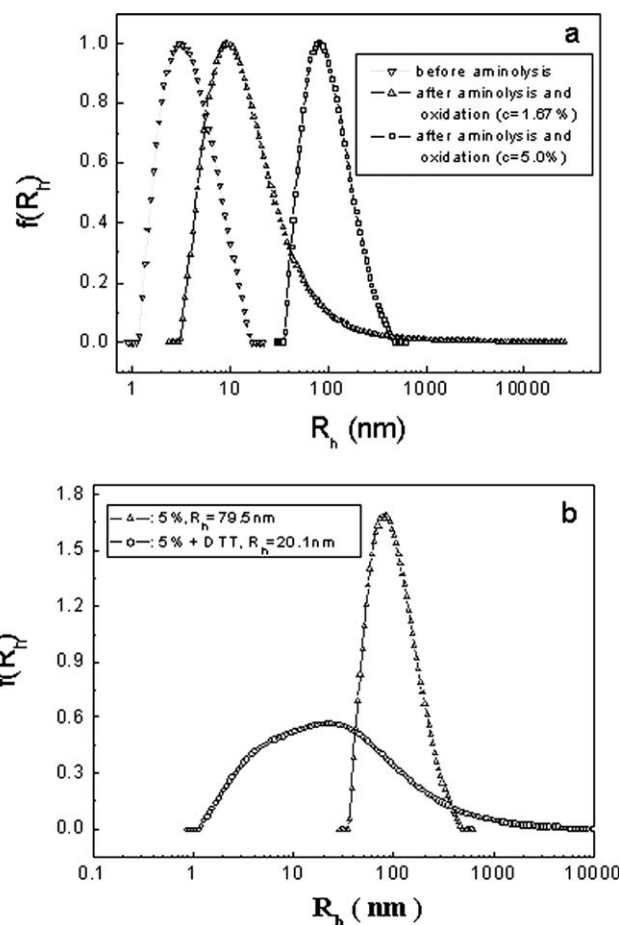 a
1.0
before aminolysis
after aminolysis and
oxidation (c=1.67%)
0.8
after aminolysis and
oxidation (c=5.0%)
0.6
f(R_h)
0.4
0.2
0.0
1 10 100 1000 10000
R_h (nm)
b
1.8
: 5%, R_h=79.5nm
: 5% + DTT, R_h=20.1nm
1.5
1.2
f(R_h)
0.9
0.6
0.3
0.0
0.1 1 10 100 1000 10000
R_h ( nm)